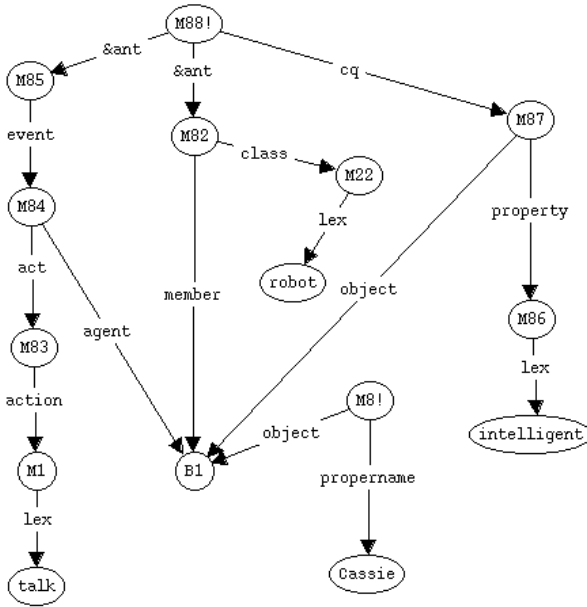 M88!
&ant
&ant
cq
M85
M87
event
M82
class
M22
M84
lex
property
act
robot
object
member
agent
M86
M83
lex
action
M8!
object
intelligent
M1
B1
propername
lex
talk
Cassie